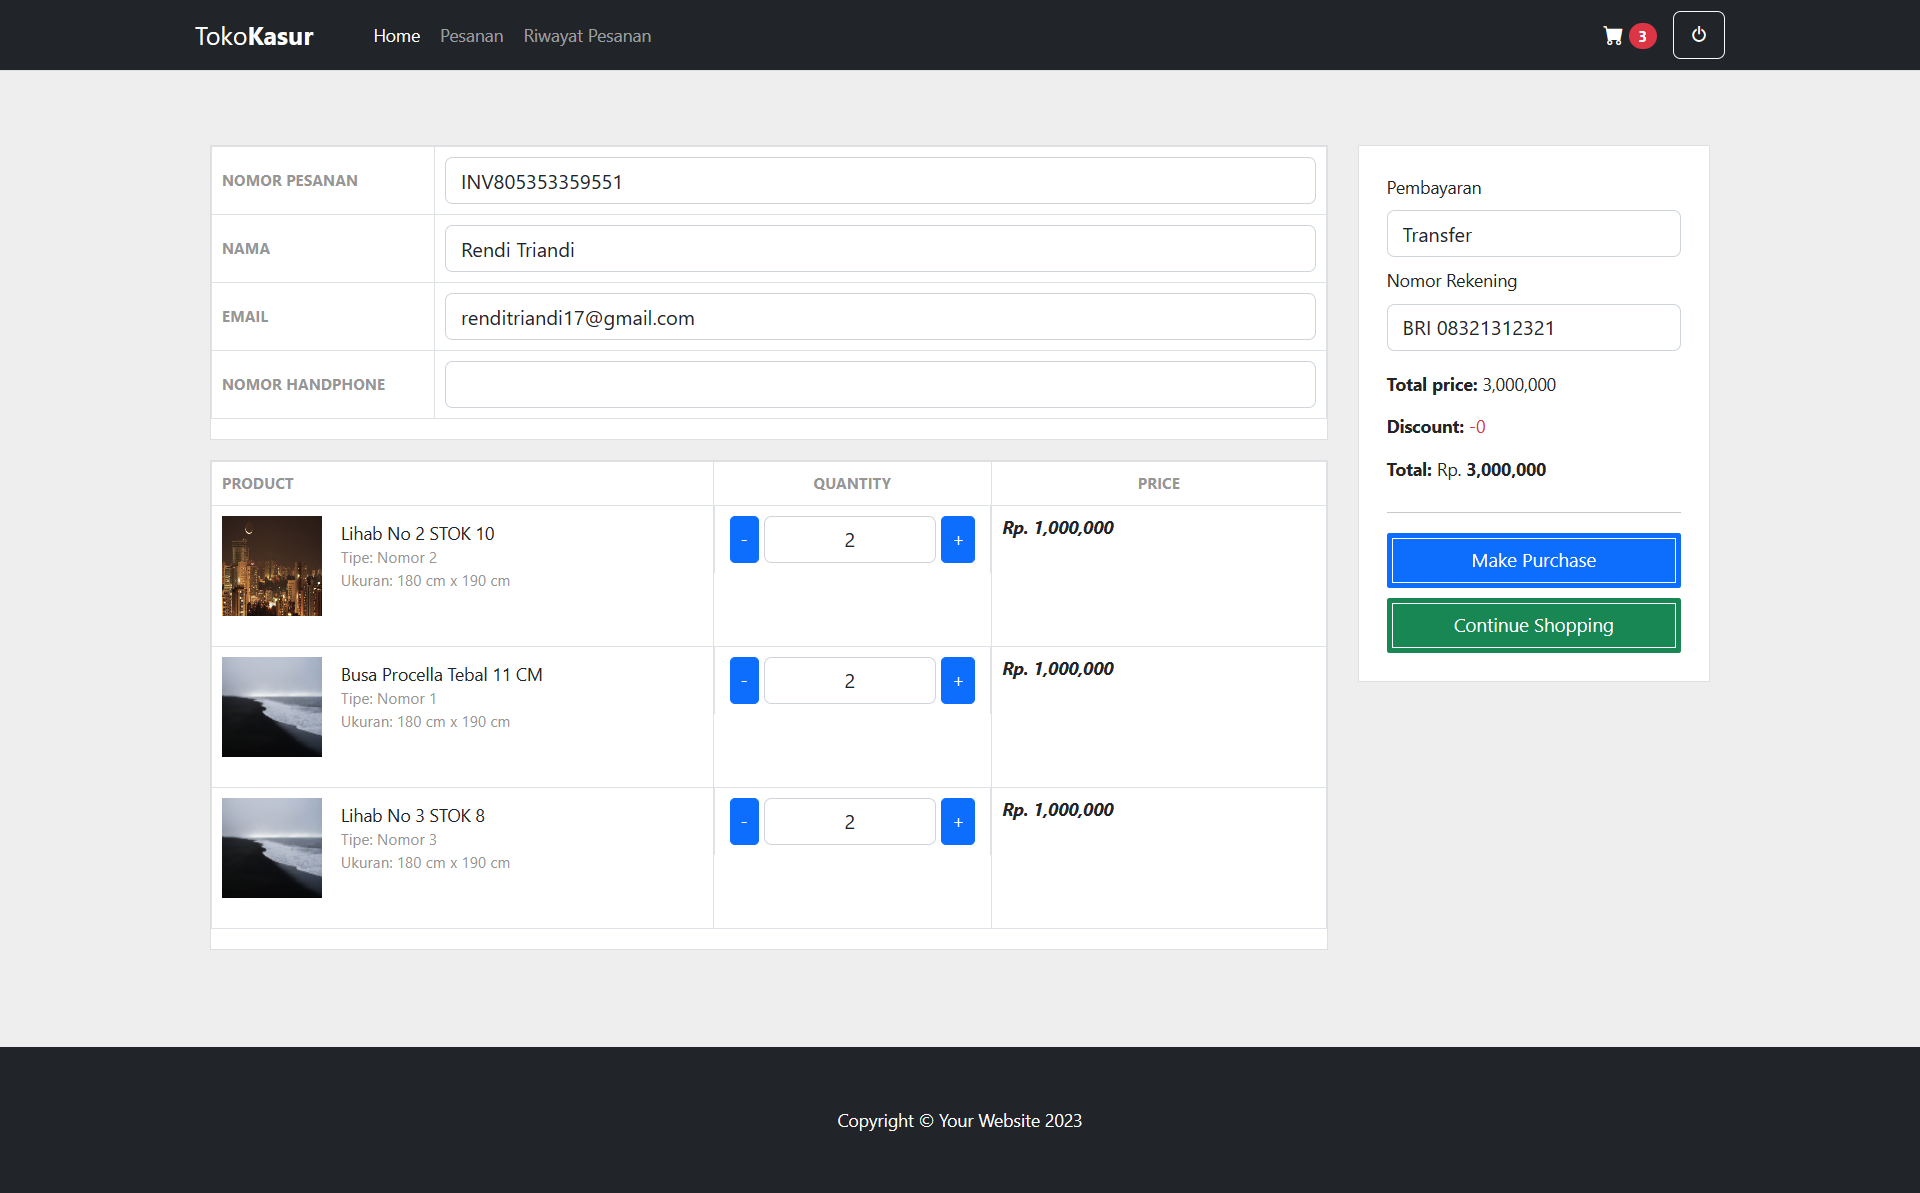 TokoKasur Home Pesanan Riwayat Pesanan 3
NOMOR PESANAN INV805353359551
NAMA Rendi Triandi
EMAIL renditriandi17@gmail.com
NOMOR HANDPHONE
PRODUCT QUANTITY PRICE
Lihab No 2 STOK 10
Tipe: Nomor 2
Ukuran: 180 cm x 190 cm
- 2 +
Rp. 1,000,000
Busa Procella Tebal 11 CM
Tipe: Nomor 1
Ukuran: 180 cm x 190 cm
- 2 +
Rp. 1,000,000
Lihab No 3 STOK 8
Tipe: Nomor 3
Ukuran: 180 cm x 190 cm
- 2 +
Rp. 1,000,000
Pembayaran
Transfer
Nomor Rekening
BRI 08321312321
Total price: 3,000,000
Discount: -0
Total: Rp. 3,000,000
Make Purchase
Continue Shopping
Copyright © Your Website 2023